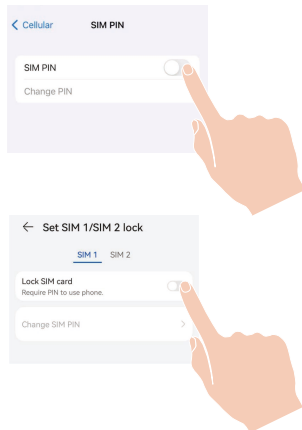 Cellular SIM PIN
SIM PIN
Change PIN
Set SIM 1/SIM 2 lock
SIM 1 SIM 2
Lock SIM card
Require PIN to use phone.
Change SIM PIN